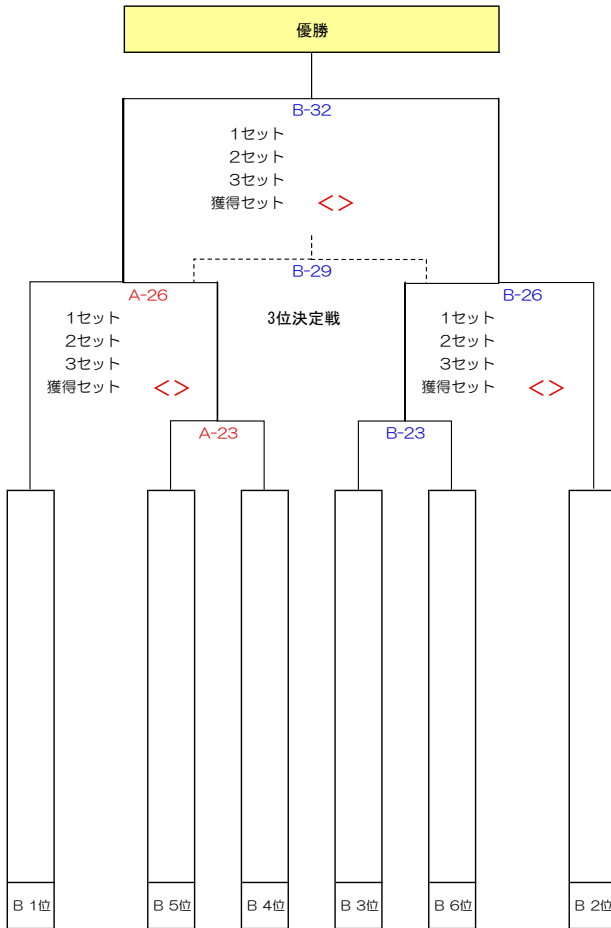 優勝
B-32
1セット
2セット
3セット
獲得セット <>
B-29
A-26
3位決定戦
B-26
1セット
2セット
3セット
獲得セット <>
1セット
2セット
3セット
獲得セット <>
A-23
B-23
B 1位
B 5位
B 4位
B 3位
B 6位
B 2位